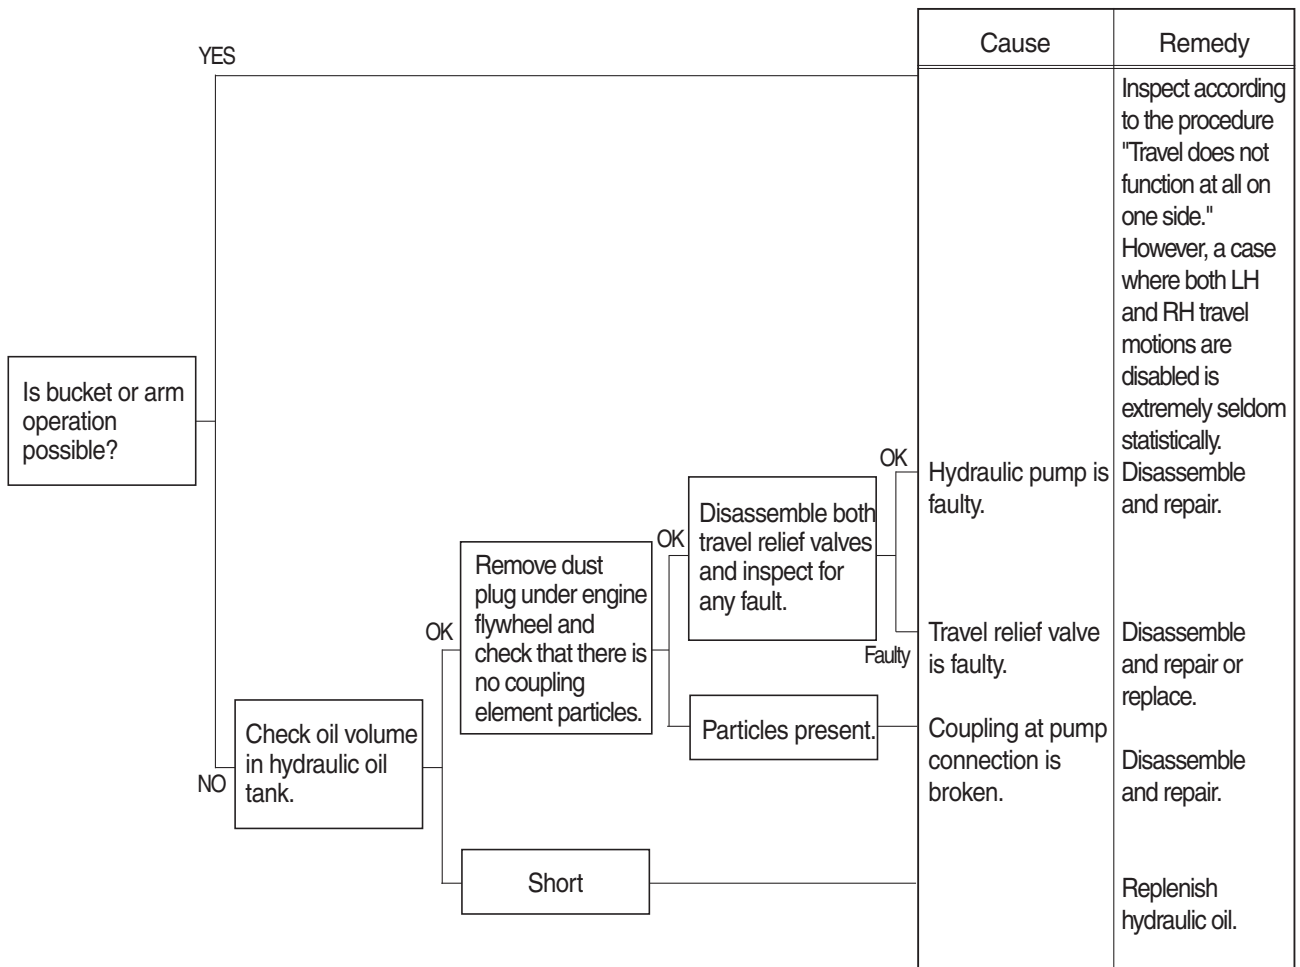 Cause
Remedy
YES
Inspect according
to the procedure
"Travel does not
function at all on
one side."
However, a case
where both LH
and RH travel
motions are
disabled is
extremely seldom
statistically.
Is bucket or arm
operation
possible?
NO
Check oil volume
in hydraulic oil
tank.
OK
Remove dust
plug under engine
flywheel and
check that there is
no coupling
element particles.
OK
Disassemble both
travel relief valves
and inspect for
any fault.
OK
Hydraulic pump is
faulty.
Disassemble
and repair.
Faulty
Travel relief valve
is faulty.
Disassemble
and repair or
replace.
Particles present.
Coupling at pump
connection is
broken.
Disassemble
and repair.
Short
Replenish
hydraulic oil.